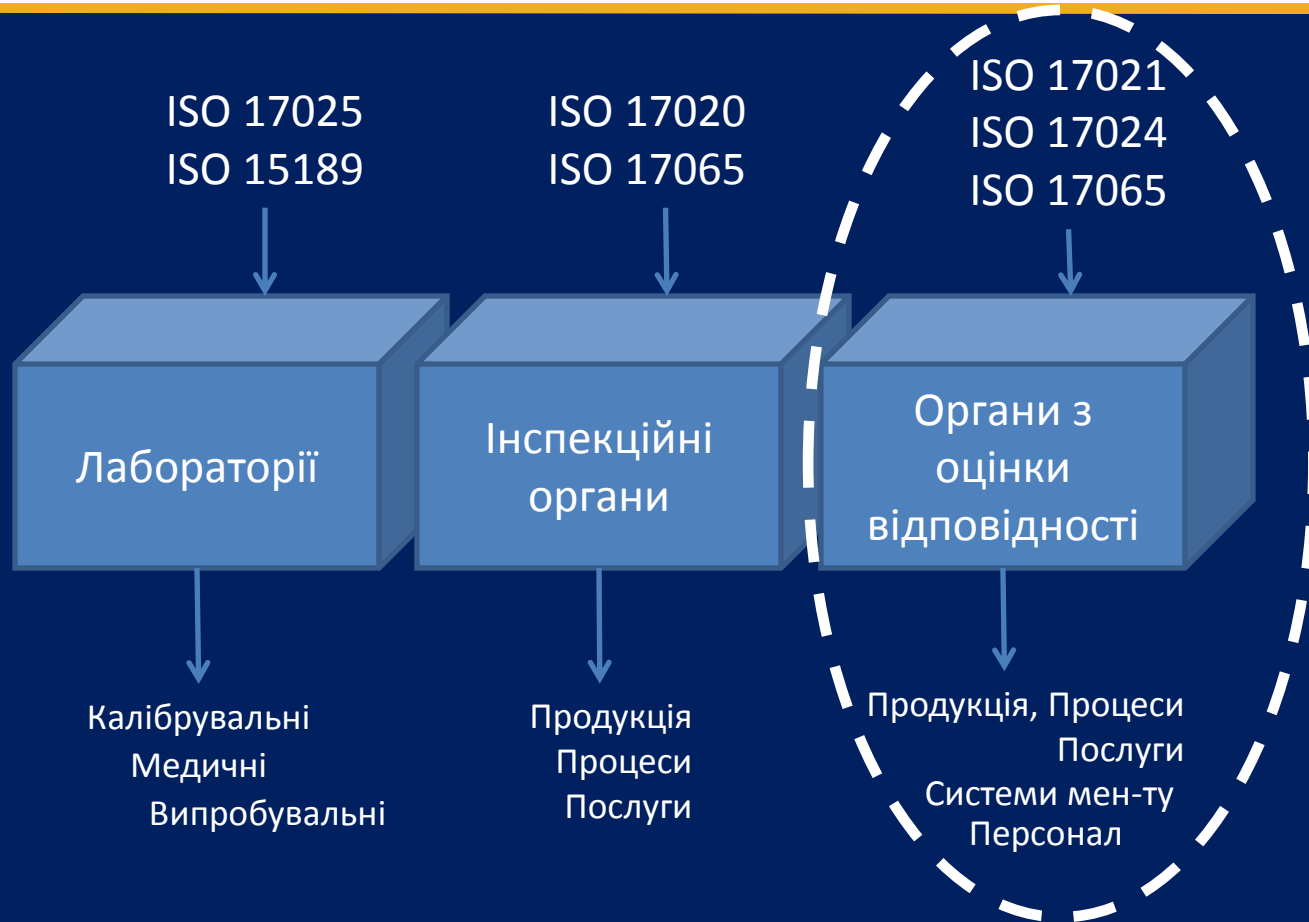 ISO 17025
ISO 15189
ISO 17020
ISO 17065
ISO 17021
ISO 17024
ISO 17065
Лабораторії
Інспекційні
органи
Органи з
оцінки
відповідності
Калібрувальні
Медичні
Випробувальні
Продукція
Процеси
Послуги
Продукція, Процеси
Послуги
Системи мен-ту
Персонал